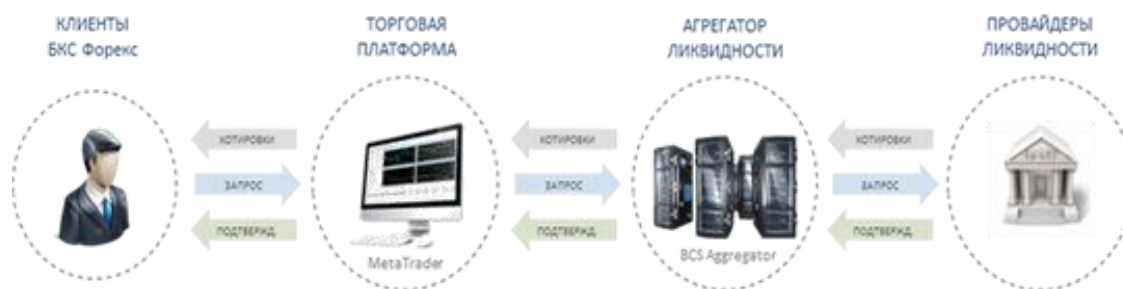 КЛИЕНТЫ
БКС Форекс
ТОРГОВАЯ
ПЛАТФОРМА
АГРЕГАТОР
ЛИКВИДНОСТИ
ПРОВАЙДЕРЫ
ЛИКВИДНОСТИ
КОТИРОВКИ
КОТИРОВКИ
КОТИРОВКИ
ЗАПРОС
ЗАПРОС
ЗАПРОС
ПОДТВЕРЖД.
ПОДТВЕРЖД.
ПОДТВЕРЖД.
MetaTrader
BCS Aggregator